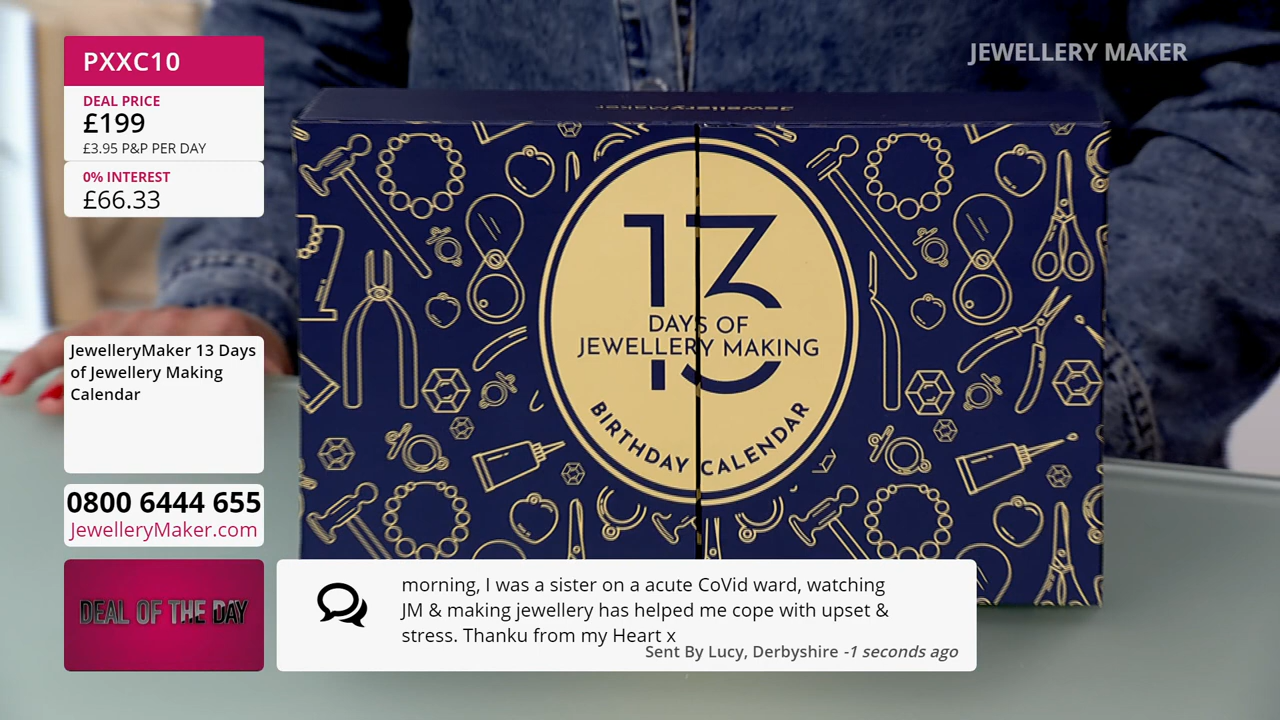 PXXC10
DEAL PRICE
£199
£3.95 P&P PER DAY
0% INTEREST
£66.33
JEWELLERY MAKER
JewelleryMaker
JewelleryMaker
13
DAYS OF
JEWELLERY MAKING
BIRTHDAY CALENDAR
JewelleryMaker 13 Days
of Jewellery Making
Calendar
0800 6444 655
JewelleryMaker.com
DEAL OF THE DAY
morning, I was a sister on a acute CoVid ward, watching
JM & making jewellery has helped me cope with upset &
stress. Thanku from my Heart x
Sent By Lucy, Derbyshire -1 seconds ago